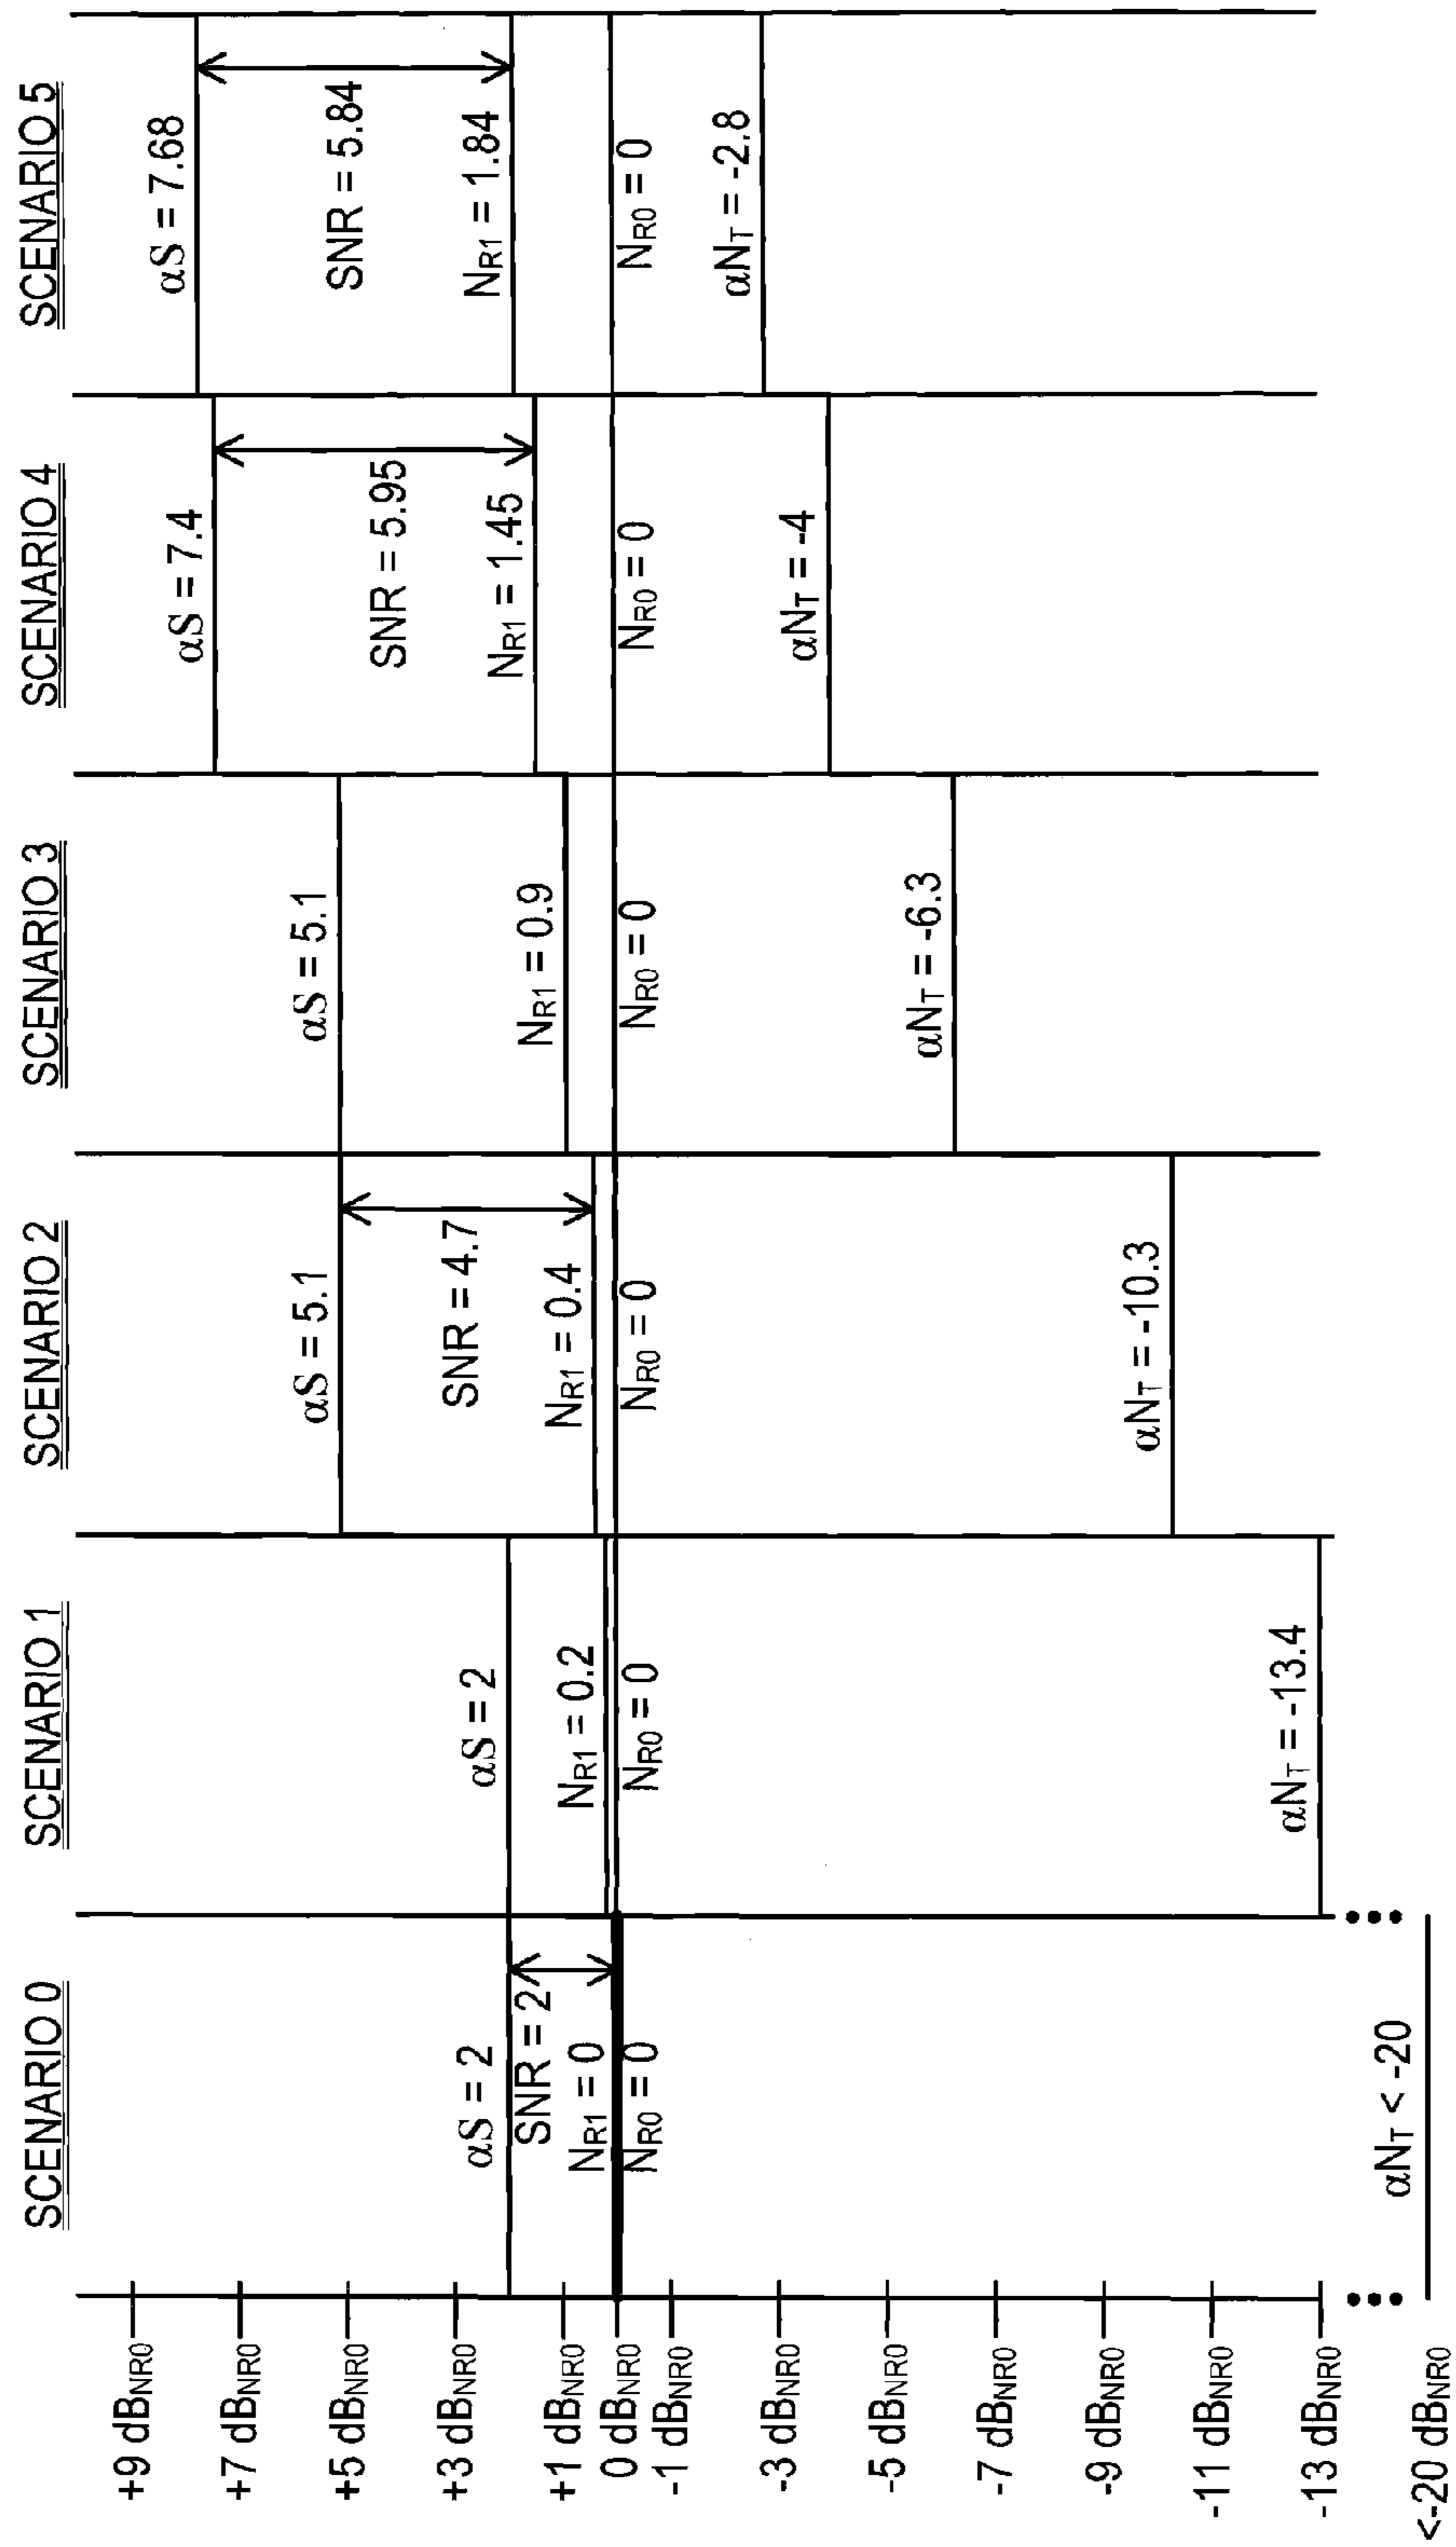 SCENARIO 0
SCENARIO 1
SCENARIO 2
SCENARIO 3
SCENARIO 4
SCENARIO 5
+9 dBNR0
+7 dBNR0
+5 dBNR0
+3 dBNR0
+1 dBNR0
0 dBNR0
-1 dBNR0
-3 dBNR0
-5 dBNR0
-7 dBNR0
-9 dBNR0
-11 dBNR0
-13 dBNR0
<-20 dBNR0
αS = 2
SNR = 2
NR1 = 0
NR0 = 0
αNT < -20
αS = 2
NR1 = 0.2
NR0 = 0
αNT = -13.4
αS = 5.1
SNR = 4.7
NR1 = 0.4
NR0 = 0
αNT = -10.3
αS = 5.1
NR1 = 0.9
NR0 = 0
αNT = -6.3
αS = 7.4
SNR = 5.95
NR1 = 1.45
NR0 = 0
αNT = -4
αS = 7.68
SNR = 5.84
NR1 = 1.84
NR0 = 0
αNT = -2.8